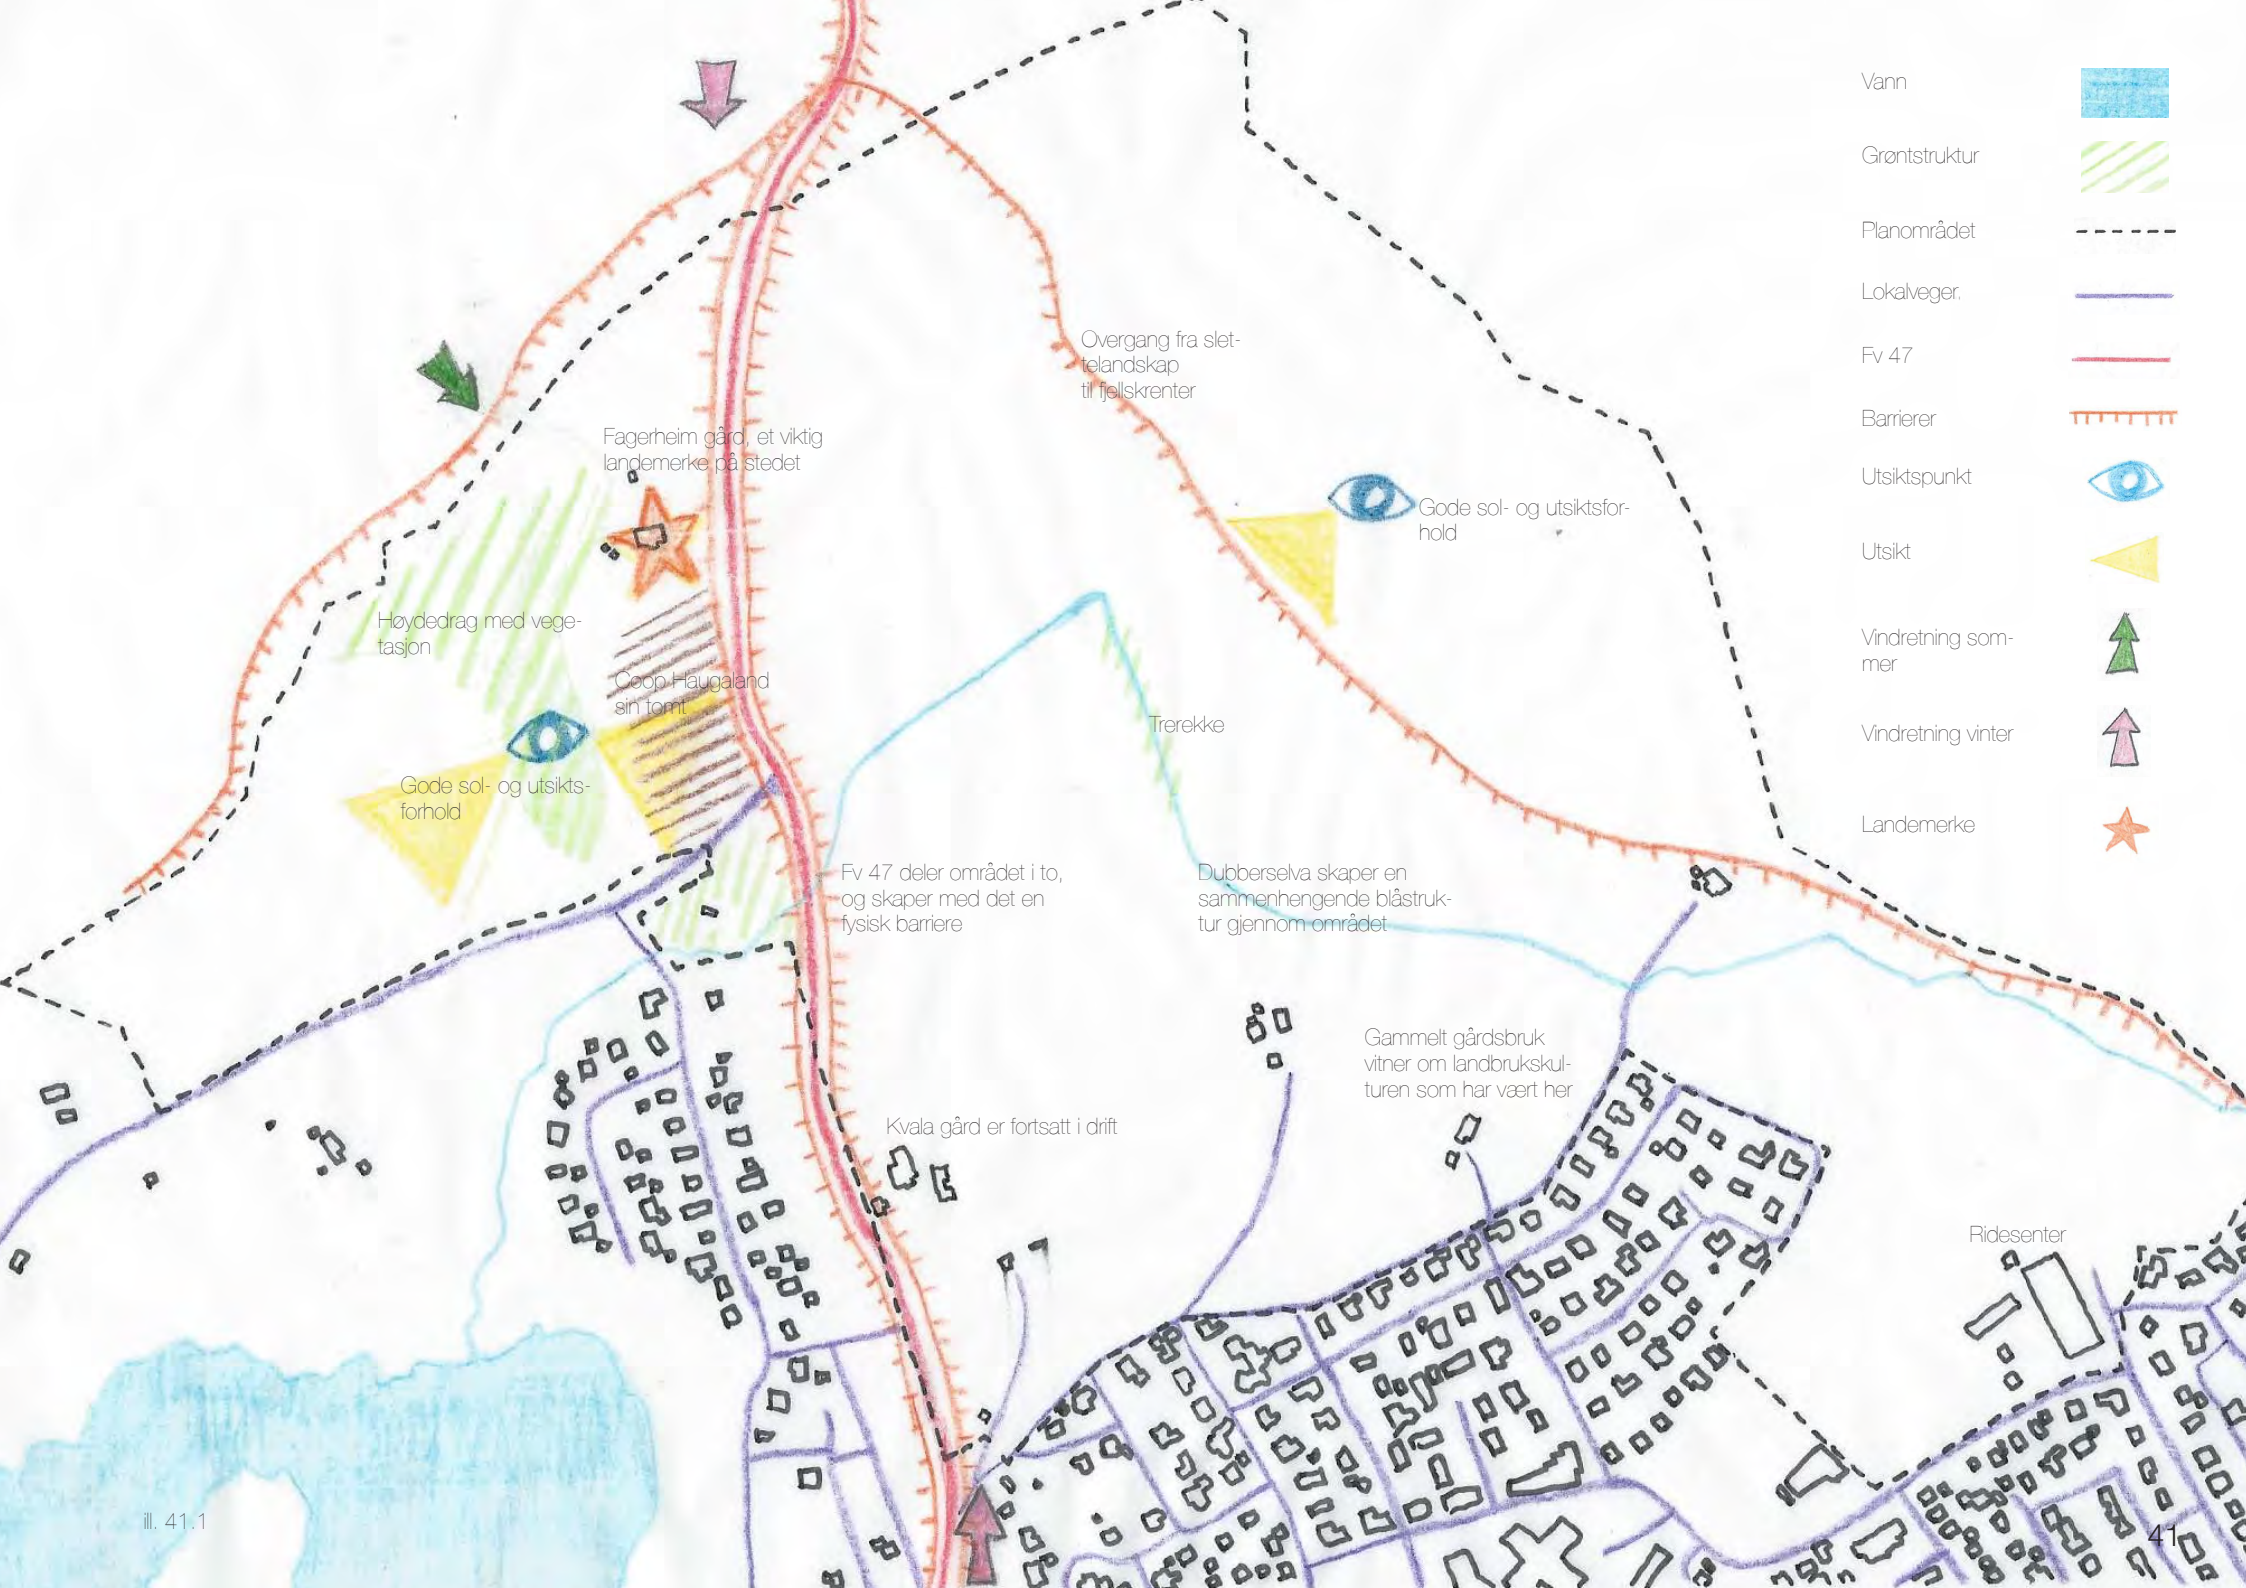 Vann
Grøntstruktur
Planområdet
Lokalveger.
Fv 47
Barrierer
Utsiktspunkt
Utsikt
Vindretning som-
mer
Vindretning vinter
Landemerke
Overgang fra slet-
telandskap
til fjellskrenter
Fagerheim gård, et viktig
landemerke på stedet
Gode sol- og utsiktsfor-
hold
Høydedrag med vege-
tasjon
Coop Haugaland
sin tomt
Trerekke
Gode sol- og utsikts-
forhold
Fv 47 deler området i to,
og skaper med det en
fysisk barriere
Dubberselva skaper en
sammenhengende blåstruk-
tur gjennom området
Gammelt gårdsbruk
vitner om landbrukskul-
turen som har vært her
Kvala gård er fortsatt i drift
Ridesenter
ill. 41.1
41